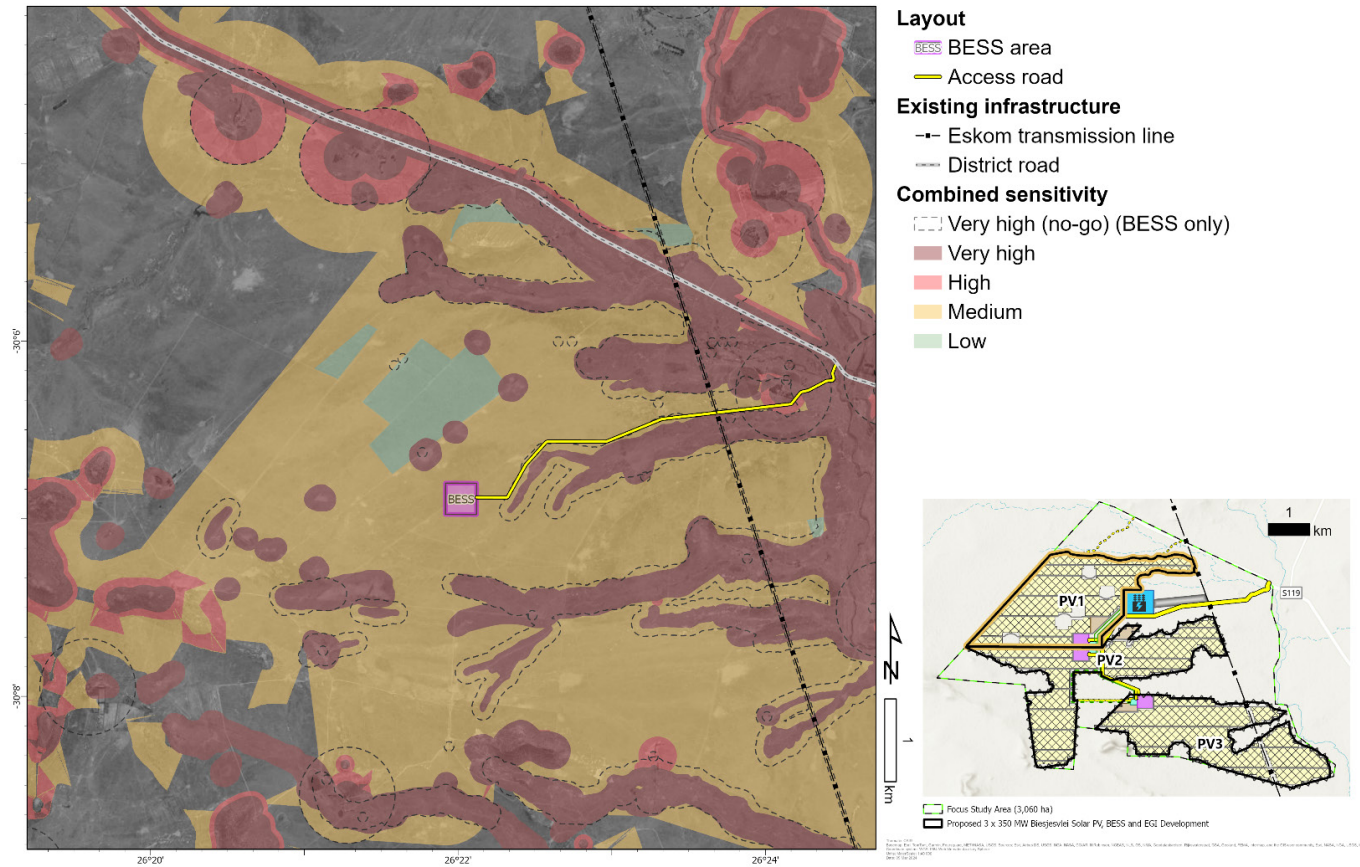 Layout
BESS BESS area
Access road
Existing infrastructure
Eskom transmission line
District road
Combined sensitivity
Very high (no-go) (BESS only)
Very high
High
Medium
Low
-30°6'
BESS
-30°8'
26°20'
26°22'
26°24'
N
1
km
1
km
S119
PV1
PV2
PV3
Focus Study Area (3,060 ha)
Proposed 3 x 350 MW Biesjesvlei Solar PV, BESS and EGI Development